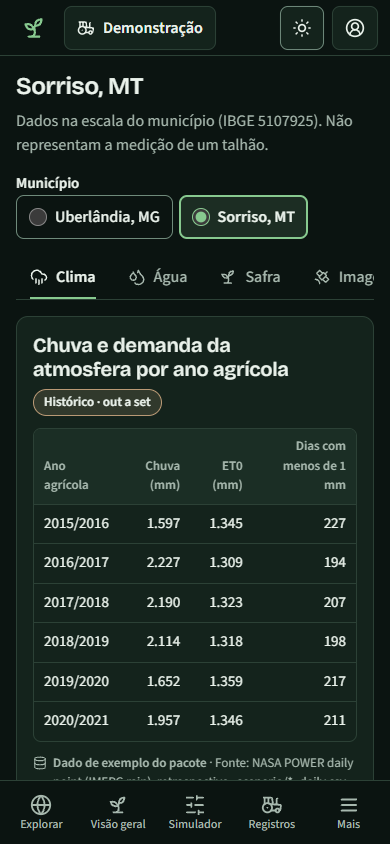 Demonstração
Sorriso, MT
Dados na escala do município (IBGE 5107925). Não
representam a medição de um talhão.
Município
Uberlândia, MG
Sorriso, MT
Clima
Água
Safra
Image
Chuva e demanda da
atmosfera por ano agrícola
Histórico · out a set
Ano agrícola Chuva (mm) ET0 (mm) Dias com menos de 1 mm
2015/2016 1.597 1.345 227
2016/2017 2.227 1.309 194
2017/2018 2.190 1.323 207
2018/2019 2.114 1.318 198
2019/2020 1.652 1.359 217
2020/2021 1.957 1.346 211
Dado de exemplo do pacote · Fonte: NASA POWER daily
Explorar
Visão geral
Simulador
Registros
Mais